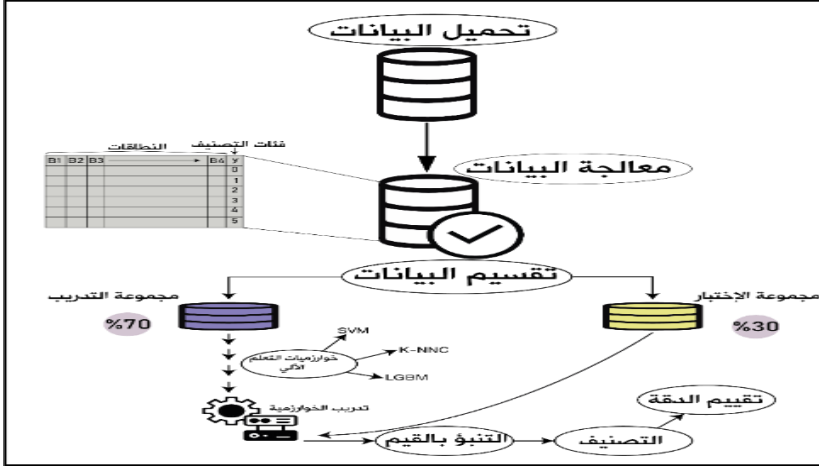 تحميل البيانات
النطاقات
فئات التصنيف
B1 B2 B3 B4 y
0
1
2
3
4
5
معالجة البيانات
تقسيم البيانات
مجموعة الإختبار
%30
مجموعة التدريب
%70
خوارزميات التعلم
الآلي
SVM
K-NNC
LGBM
تدريب الخوارزمية
التنبؤ بالقيم
التصنيف
تقييم الدقة